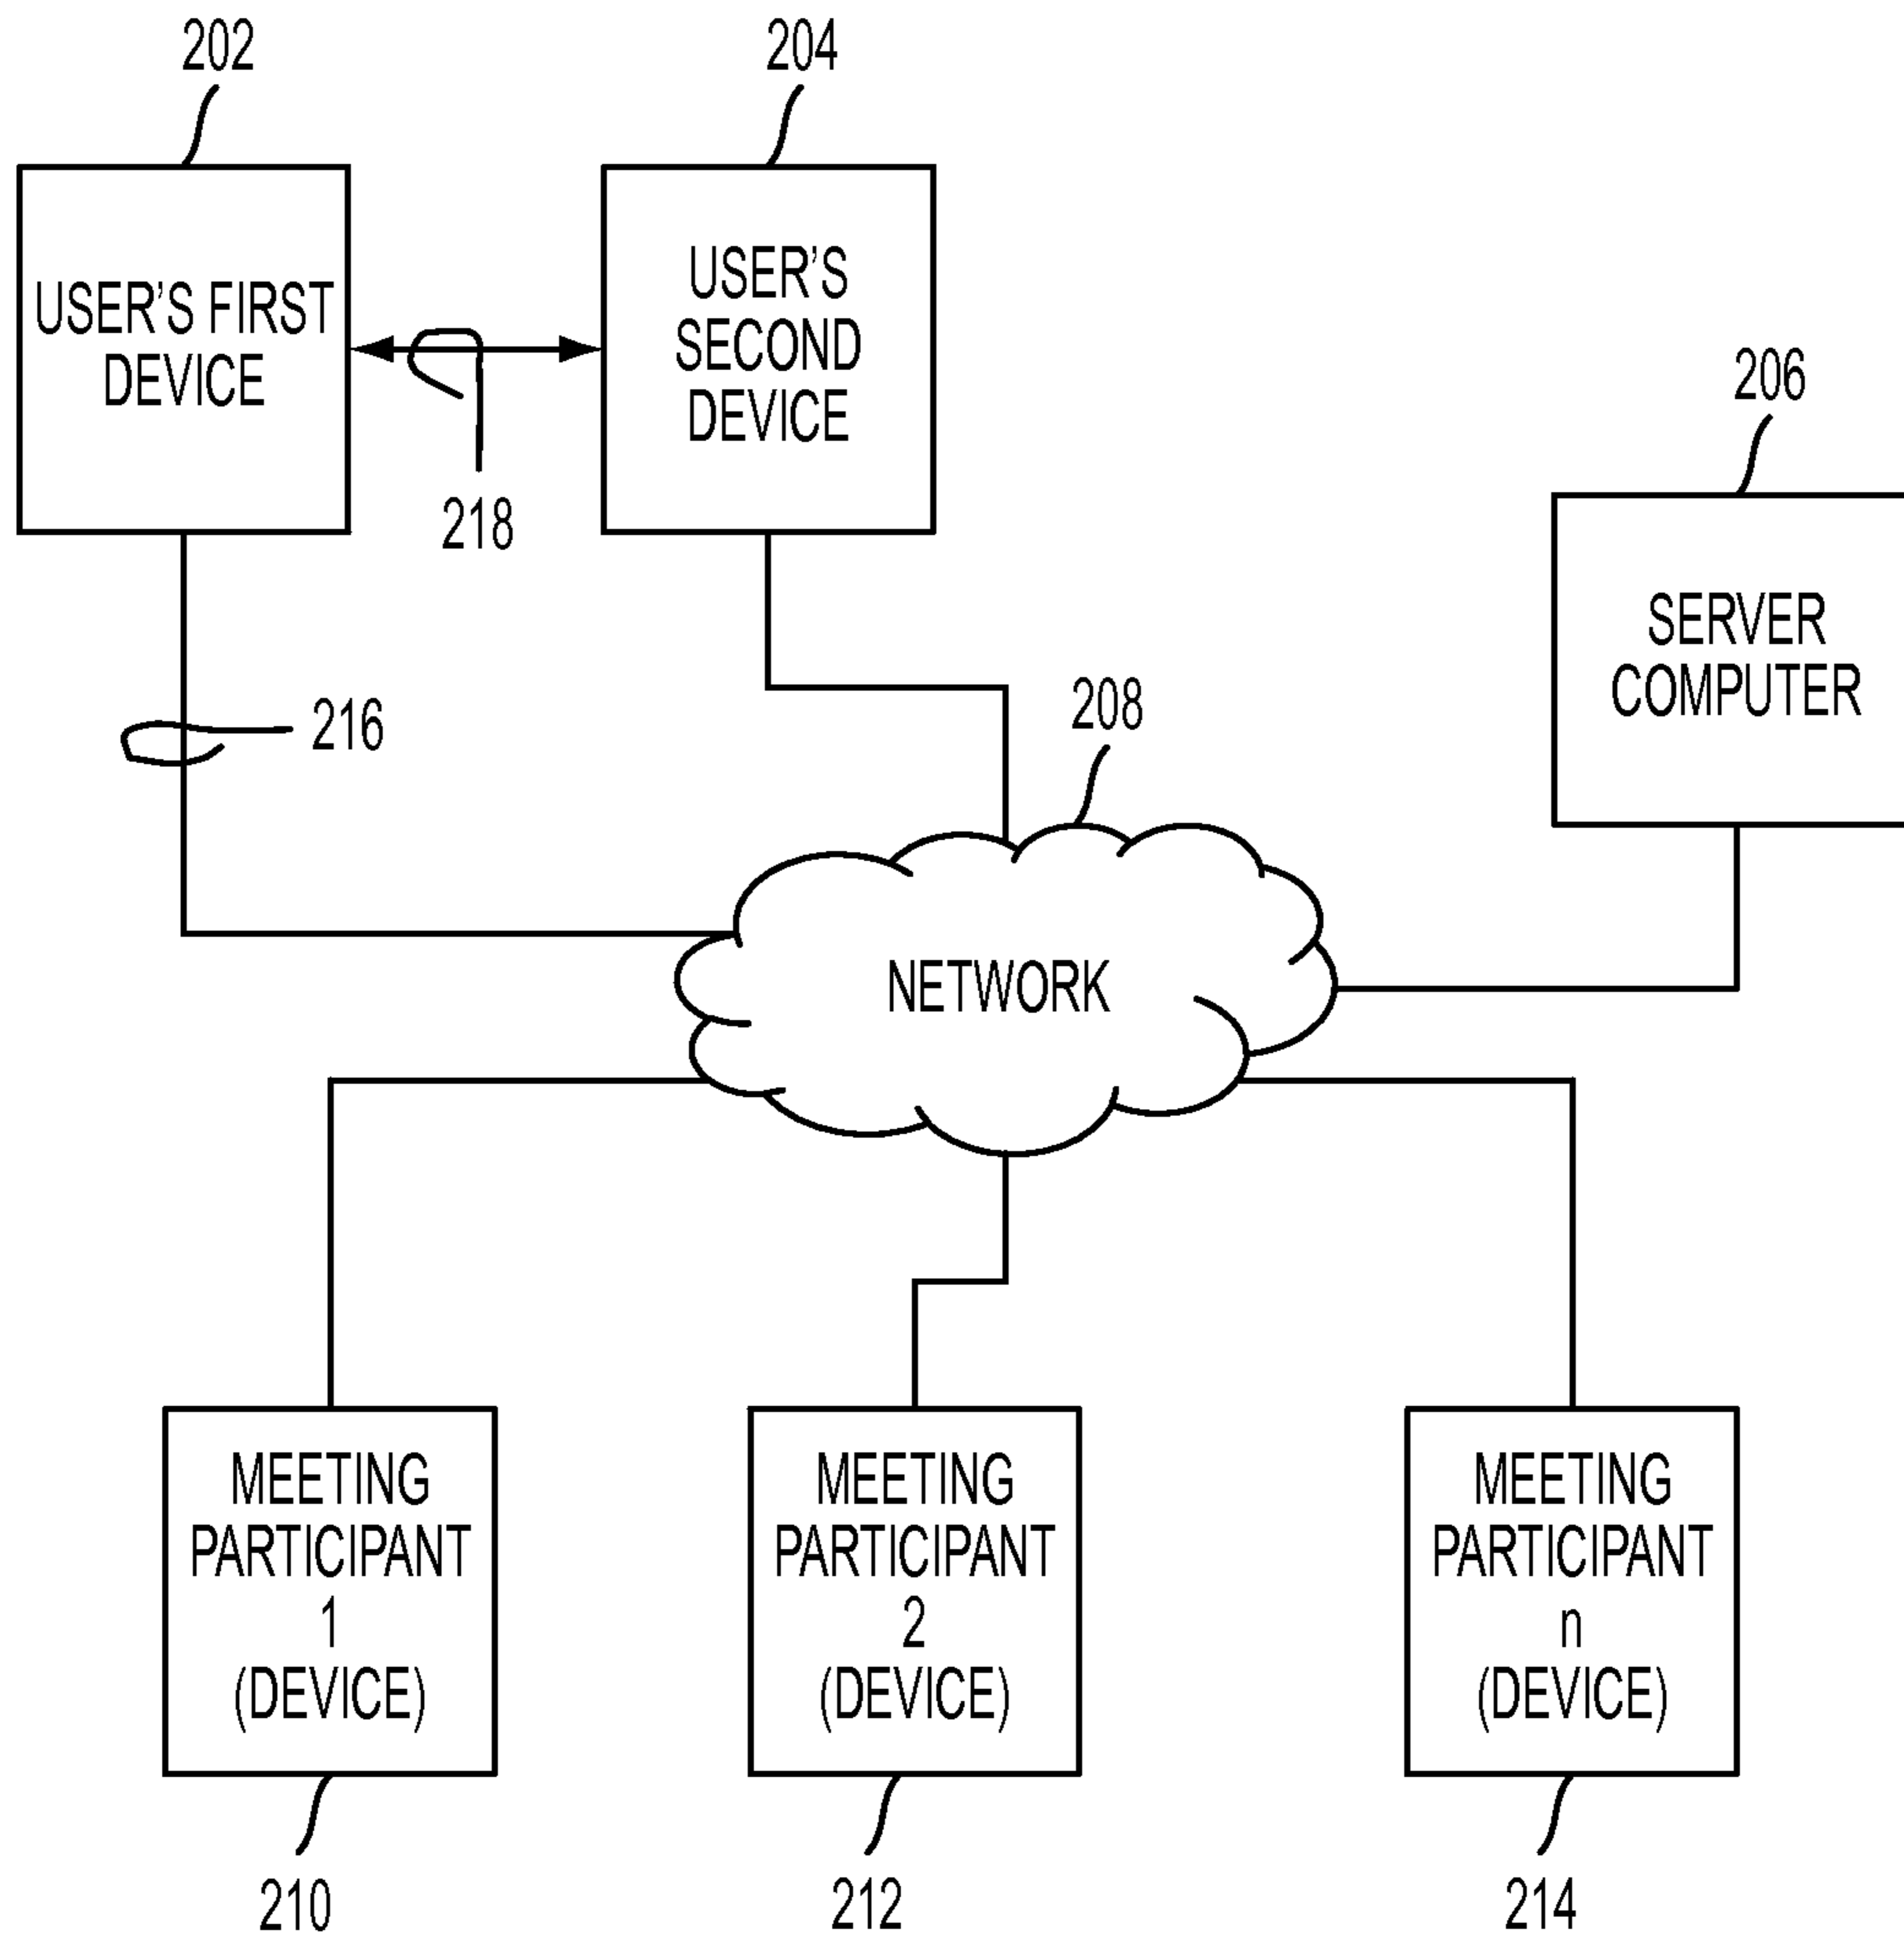 202
204
USER'S FIRST
DEVICE
USER'S
SECOND
DEVICE
218
206
SERVER
COMPUTER
216
208
NETWORK
MEETING
PARTICIPANT
1
(DEVICE)
MEETING
PARTICIPANT
2
(DEVICE)
MEETING
PARTICIPANT
n
(DEVICE)
210
212
214